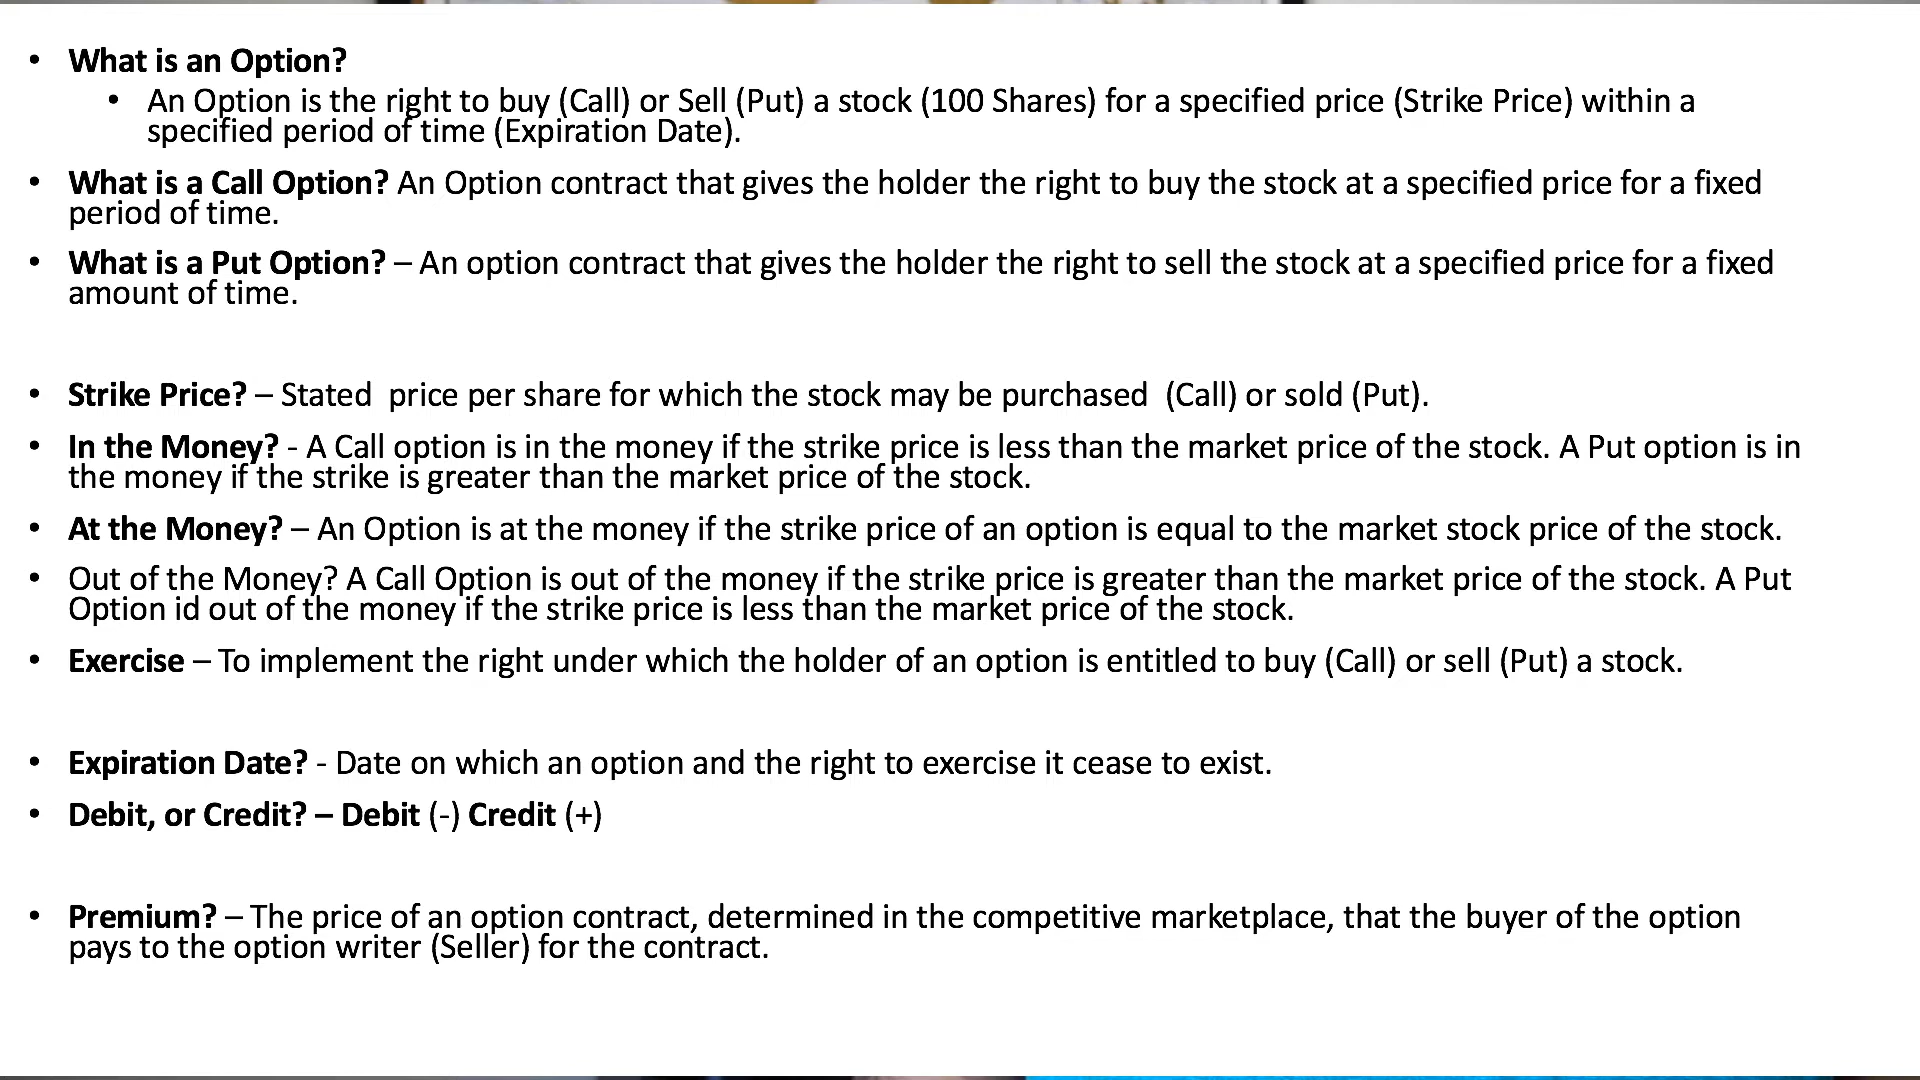 • What is an Option?
• An Option is the right to buy (Call) or Sell (Put) a stock (100 Shares) for a specified price (Strike Price) within a
specified period of time (Expiration Date).
• What is a Call Option? An Option contract that gives the holder the right to buy the stock at a specified price for a fixed
period of time.
• What is a Put Option? – An option contract that gives the holder the right to sell the stock at a specified price for a fixed
amount of time.
• Strike Price? – Stated  price per share for which the stock may be purchased  (Call) or sold (Put).
• In the Money? - A Call option is in the money if the strike price is less than the market price of the stock. A Put option is in
the money if the strike is greater than the market price of the stock.
• At the Money? – An Option is at the money if the strike price of an option is equal to the market stock price of the stock.
• Out of the Money? A Call Option is out of the money if the strike price is greater than the market price of the stock. A Put
Option id out of the money if the strike price is less than the market price of the stock.
• Exercise – To implement the right under which the holder of an option is entitled to buy (Call) or sell (Put) a stock.
• Expiration Date? - Date on which an option and the right to exercise it cease to exist.
• Debit, or Credit? – Debit (-) Credit (+)
• Premium? – The price of an option contract, determined in the competitive marketplace, that the buyer of the option
pays to the option writer (Seller) for the contract.